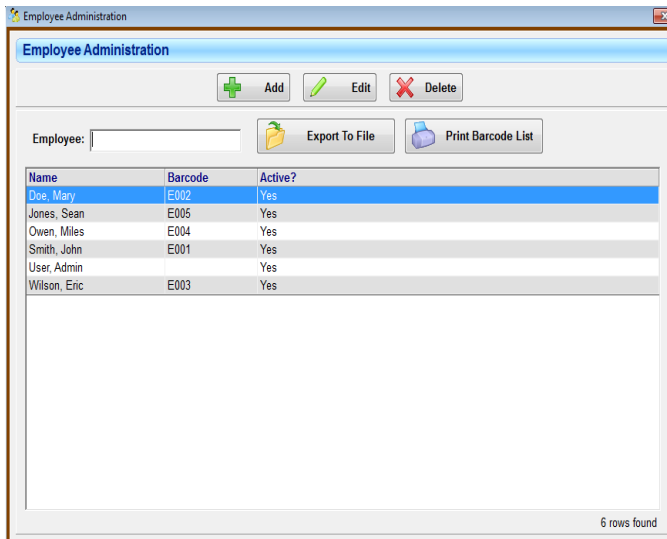 Employee Administration
Employee Administration
Add Edit Delete
Employee: Export To File Print Barcode List
Name Barcode Active?
Doe, Mary E002 Yes
Jones, Sean E005 Yes
Owen, Miles E004 Yes
Smith, John E001 Yes
User, Admin Yes
Wilson, Eric E003 Yes
6 rows found